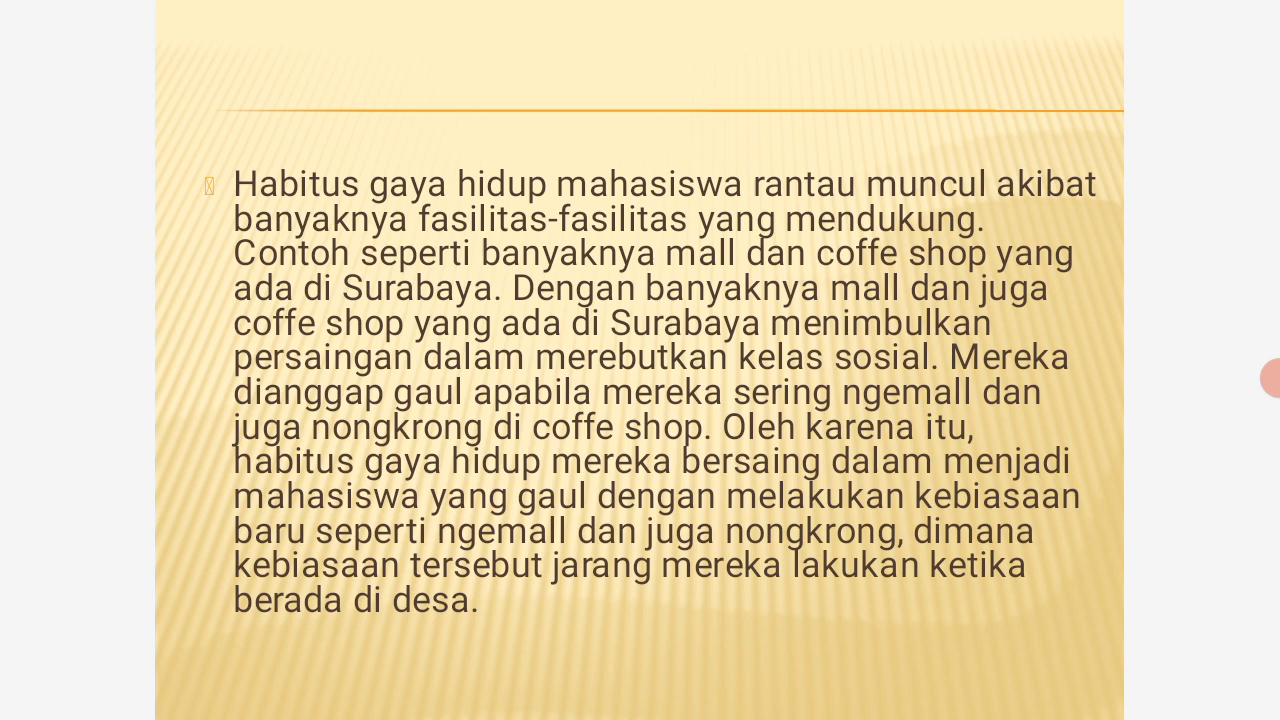 Habitus gaya hidup mahasiswa rantau muncul akibat
banyaknya fasilitas-fasilitas yang mendukung.
Contoh seperti banyaknya mall dan coffe shop yang
ada di Surabaya. Dengan banyaknya mall dan juga
coffe shop yang ada di Surabaya menimbulkan
persaingan dalam merebutkan kelas sosial. Mereka
dianggap gaul apabila mereka sering ngemall dan
juga nongkrong di coffe shop. Oleh karena itu,
habitus gaya hidup mereka bersaing dalam menjadi
mahasiswa yang gaul dengan melakukan kebiasaan
baru seperti ngemall dan juga nongkrong, dimana
kebiasaan tersebut jarang mereka lakukan ketika
berada di desa.